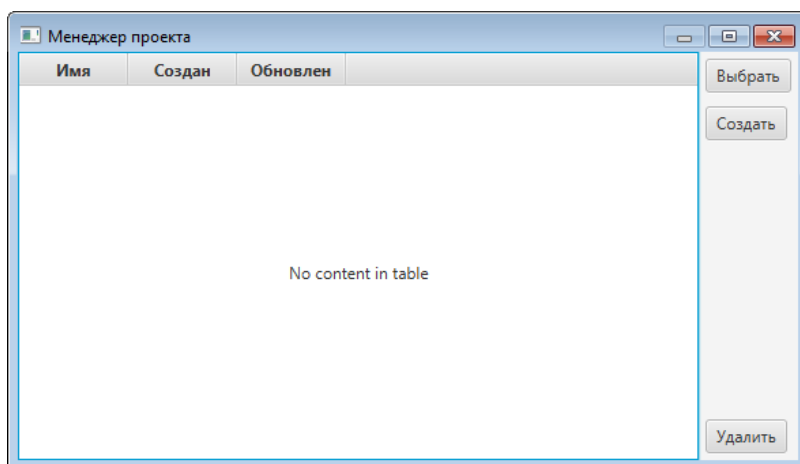 Менеджер проекта
Имя Создан Обновлен
Выбрать
Создать
No content in table
Удалить